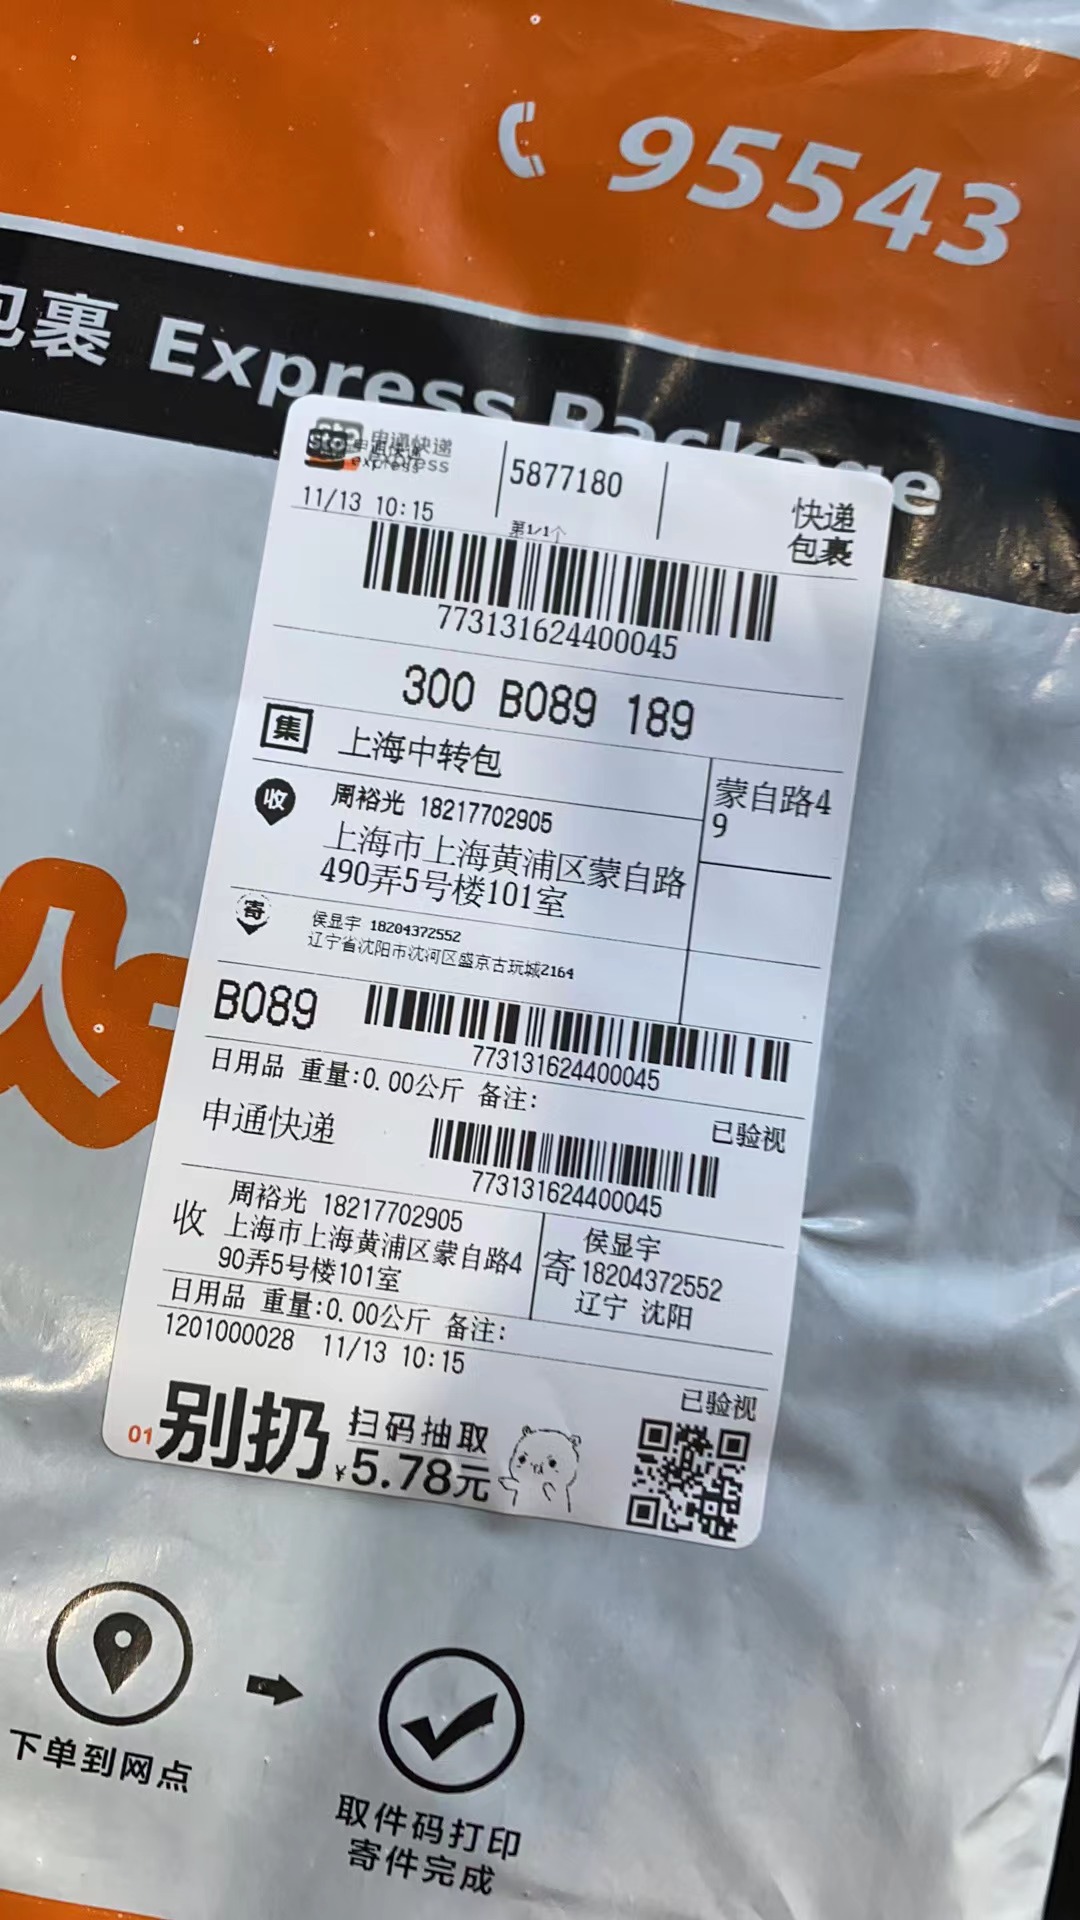 95543
包裹 Express Package
sto 申通快递
express
5877180
快递
包裹
11/13 10:15
第1/1个
773131624400045
300 B089 189
集 上海中转包
蒙自路4
9
收 周裕光 18217702905
上海市上海黄浦区蒙自路
490弄5号楼101室
寄 侯显宇 18204372552
辽宁省沈阳市沈河区盛京古玩城2164
B089
773131624400045
日用品 重量:0.00公斤 备注:
已验视
申通快递
773131624400045
收 周裕光 18217702905
上海市上海黄浦区蒙自路4
90弄5号楼101室
寄 侯显宇
18204372552
辽宁 沈阳
日用品 重量:0.00公斤 备注:
1201000028 11/13 10:15
已验视
01 别扔 扫码抽取
¥5.78元
下单到网点
取件码打印
寄件完成